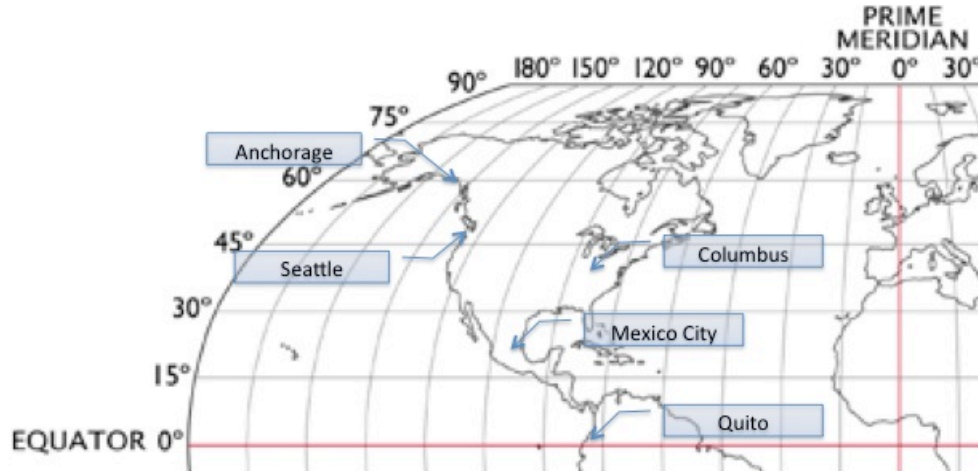 PRIME
MERIDIAN
90° 180° 150° 120° 90° 60° 30° 0° 30°
75°
Anchorage
60°
45°
Columbus
Seattle
30°
Mexico City
15°
Quito
EQUATOR 0°